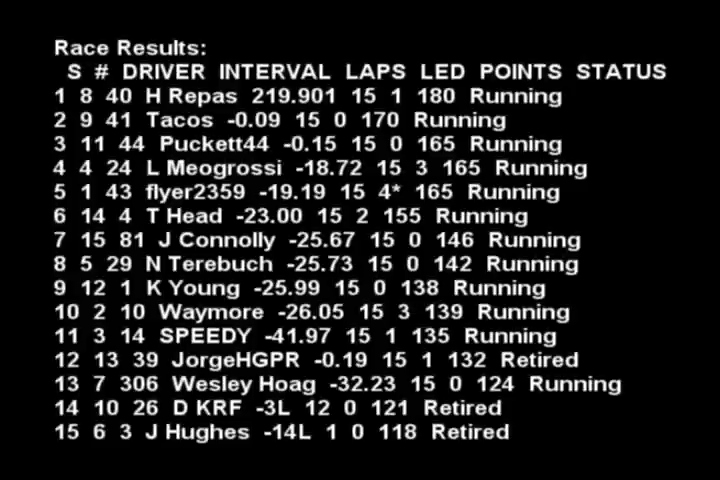 Race Results:
S # DRIVER INTERVAL LAPS LED POINTS STATUS
1 8 40 H Repas 219.901 15 1 180 Running
2 9 41 Tacos -0.09 15 0 170 Running
3 11 44 Puckett44 -0.15 15 0 165 Running
4 4 24 L Meogrossi -18.72 15 3 165 Running
5 1 43 flyer2359 -19.19 15 4* 165 Running
6 14 4 T Head -23.00 15 2 155 Running
7 15 81 J Connolly -25.67 15 0 146 Running
8 5 29 N Terebuch -25.73 15 0 142 Running
9 12 1 K Young -25.99 15 0 138 Running
10 2 10 Waymore -26.05 15 3 139 Running
11 3 14 SPEEDY -41.97 15 1 135 Running
12 13 39 JorgeHGPR -0.19 15 1 132 Retired
13 7 306 Wesley Hoag -32.23 15 0 124 Running
14 10 26 D KRF -3L 12 0 121 Retired
15 6 3 J Hughes -14L 1 0 118 Retired